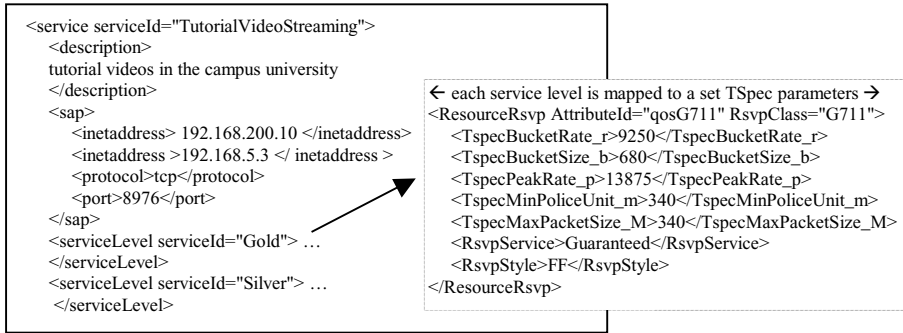 <service serviceId="TutorialVideoStreaming">
<description>
tutorial videos in the campus university
</description>
<sap>
<inetaddress> 192.168.200.10 </inetaddress>
<inetaddress >192.168.5.3 </ inetaddress >
<protocol>tcp</protocol>
<port>8976</port>
</sap>
<serviceLevel serviceId="Gold"> …
</serviceLevel>
<serviceLevel serviceId="Silver"> …
</serviceLevel>
← each service level is mapped to a set TSpec parameters →
<ResourceRsvp AttributeId="qosG711" RsvpClass="G711">
<TspecBucketRate_r>9250</TspecBucketRate_r>
<TspecBucketSize_b>680</TspecBucketSize_b>
<TspecPeakRate_p>13875</TspecPeakRate_p>
<TspecMinPoliceUnit_m>340</TspecMinPoliceUnit_m>
<TspecMaxPacketSize_M>340</TspecMaxPacketSize_M>
<RsvpService>Guaranteed</RsvpService>
<RsvpStyle>FF</RsvpStyle>
</ResourceRsvp>